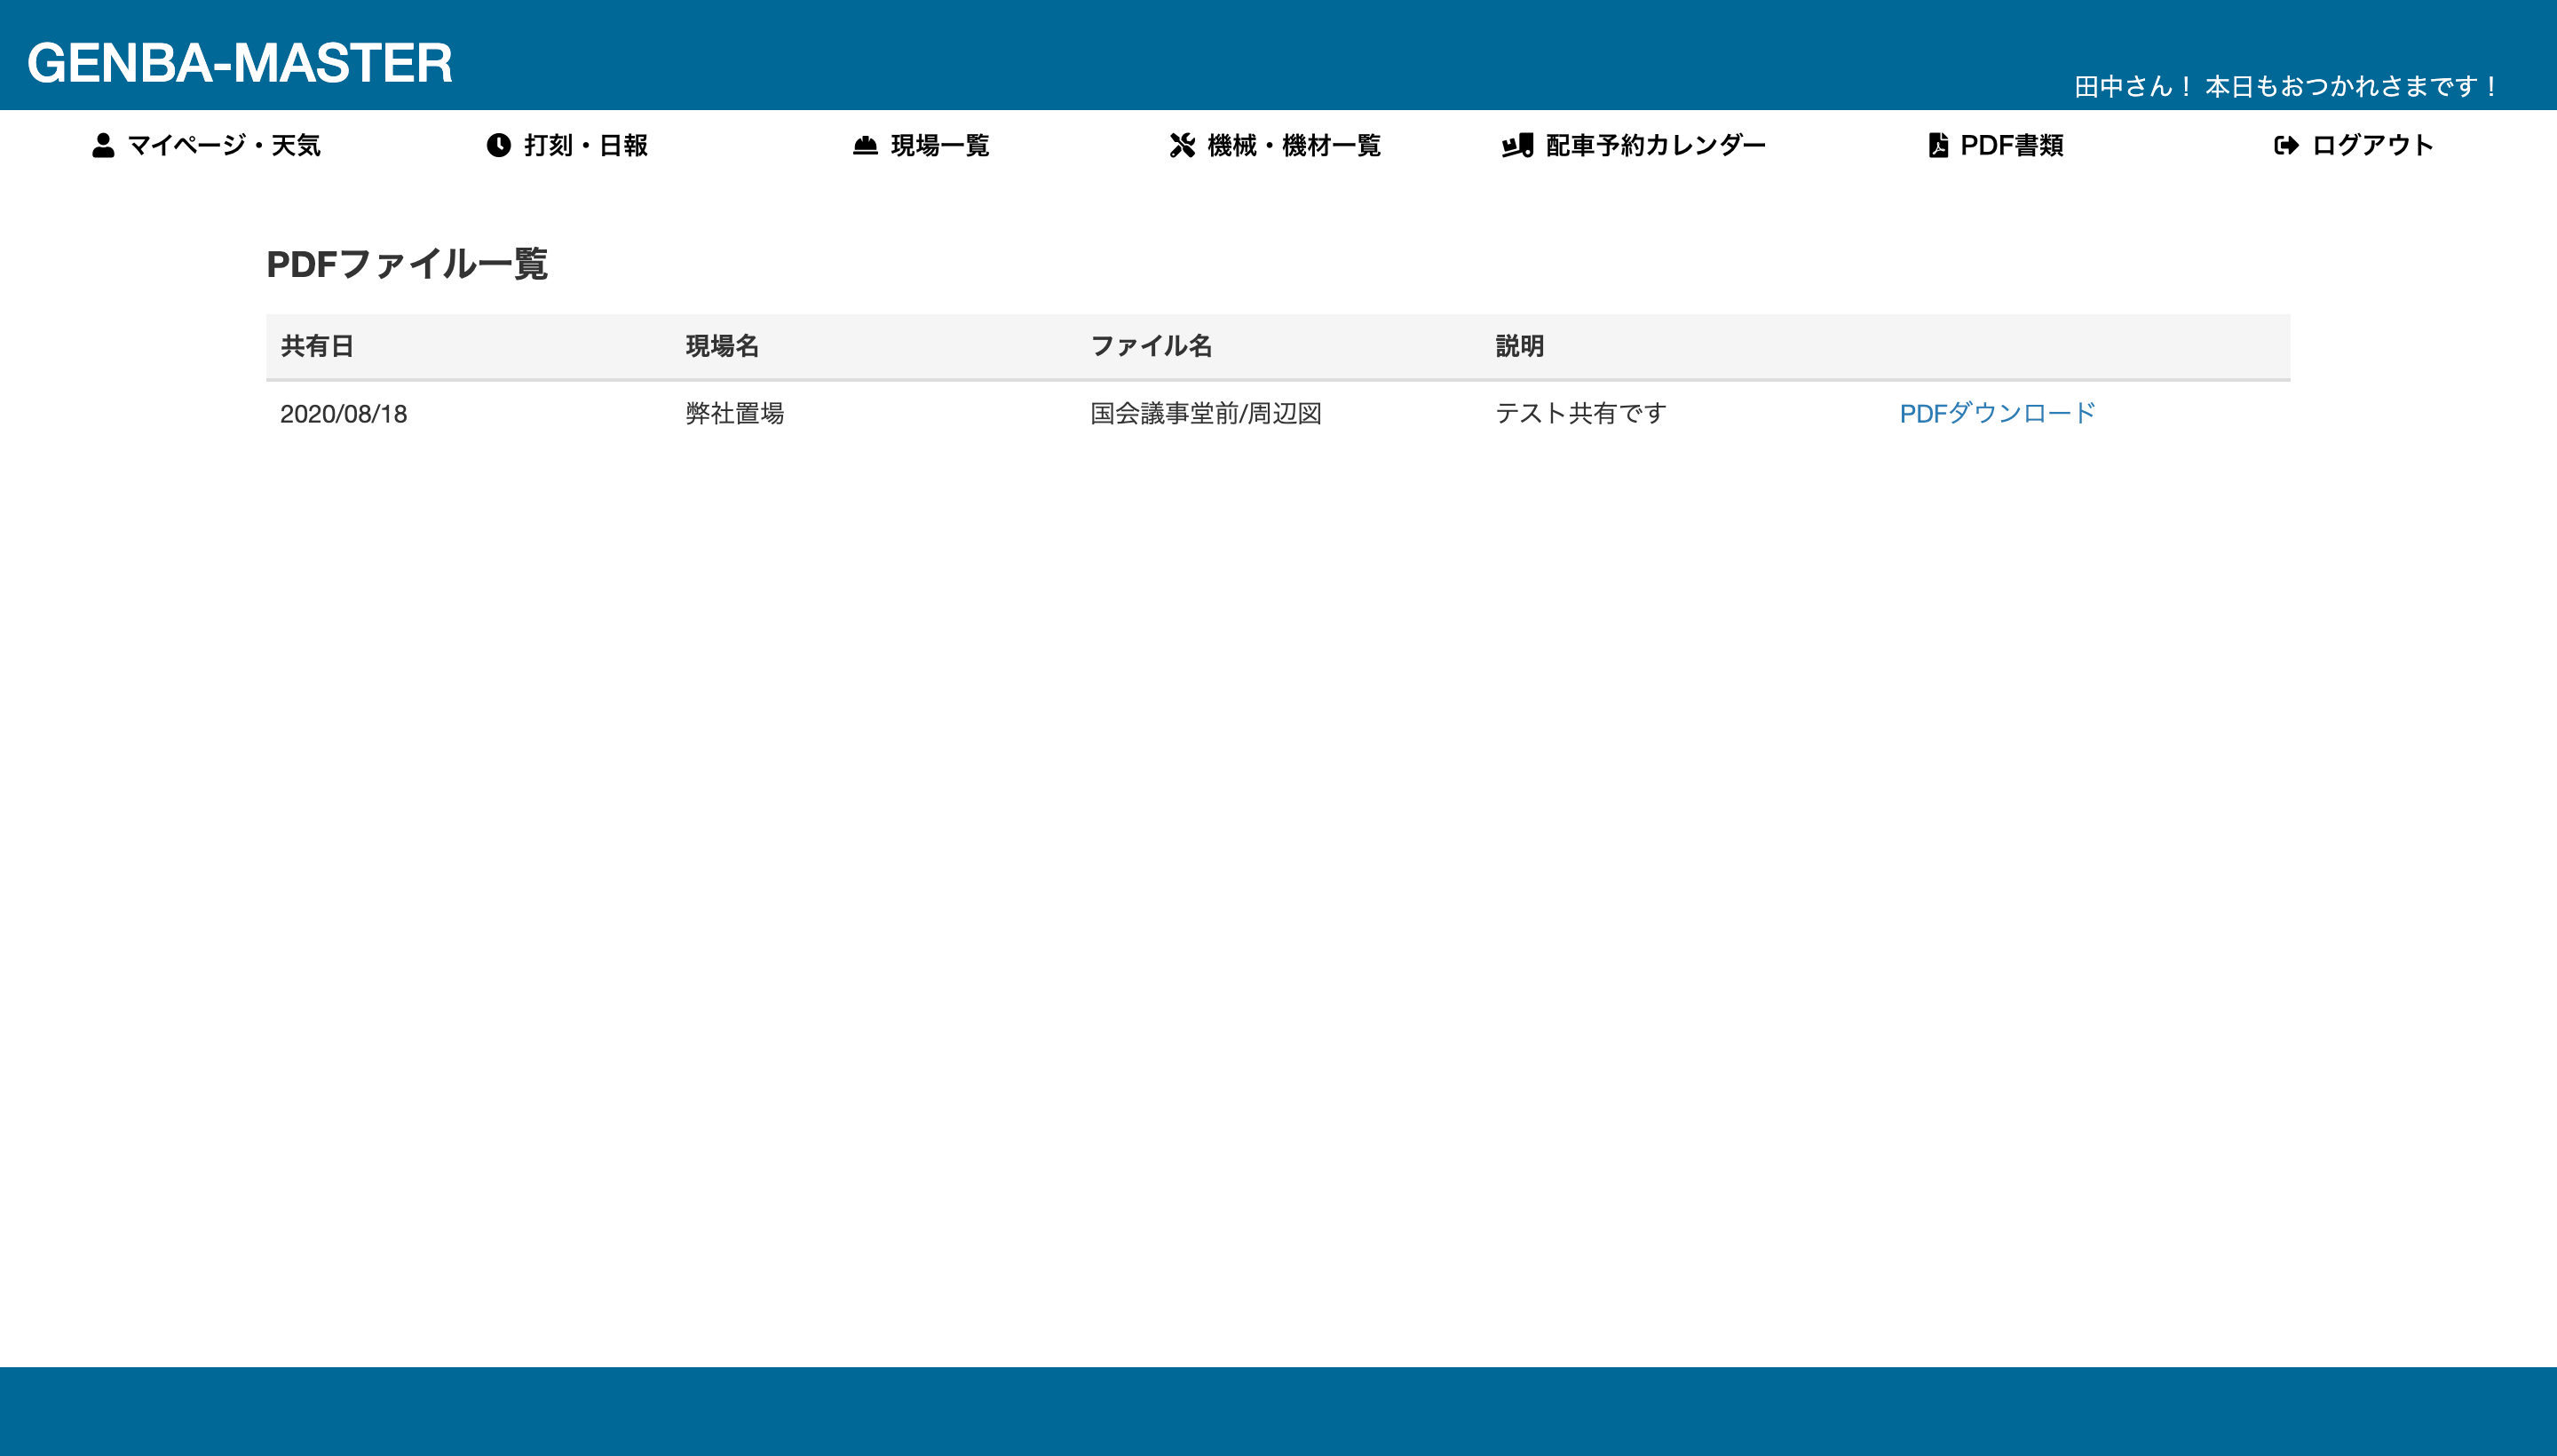 GENBA-MASTER
田中さん！ 本日もおつかれさまです！
マイページ・天気 打刻・日報 現場一覧 機械・機材一覧 配車予約カレンダー PDF書類 ログアウト
PDFファイル一覧
共有日 現場名 ファイル名 説明
2020/08/18 弊社置場 国会議事堂前/周辺図 テスト共有です PDFダウンロード